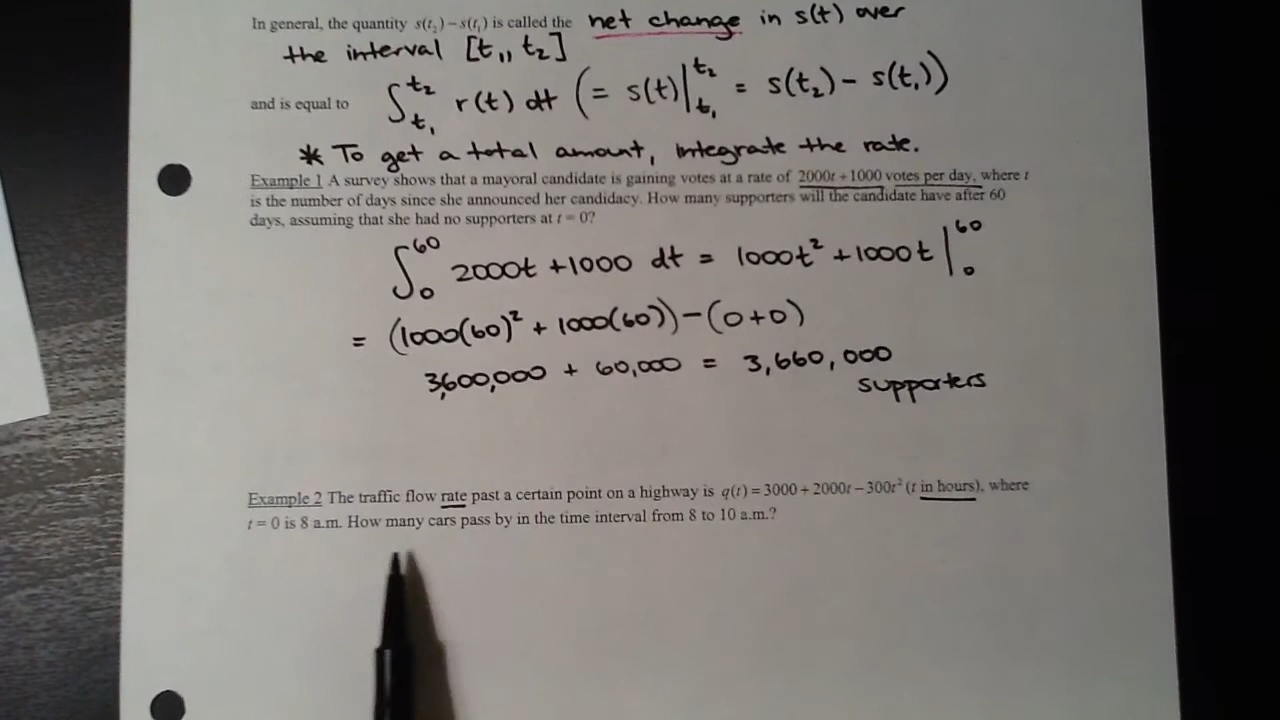 In general, the quantity s(t₂) – s(t₁) is called the net change in s(t) over
the interval [t₁, t₂]
and is equal to ∫_{t₁}^{t₂} r(t) dt (= s(t)|_{t₁}^{t₂} = s(t₂) – s(t₁))
* To get a total amount, integrate the rate.
Example 1 A survey shows that a mayoral candidate is gaining votes at a rate of 2000t + 1000 votes per day, where t
is the number of days since she announced her candidacy. How many supporters will the candidate have after 60
days, assuming that she had no supporters at t = 0?
∫_0^{60} 2000t + 1000 dt = 1000t² + 1000t |_0^{60}
= (1000(60)² + 1000(60)) – (0 + 0)
3,600,000 + 60,000 = 3,660,000
supporters
Example 2 The traffic flow rate past a certain point on a highway is q(t) = 3000 + 2000t – 300t² (t in hours), where
t = 0 is 8 a.m. How many cars pass by in the time interval from 8 to 10 a.m.?